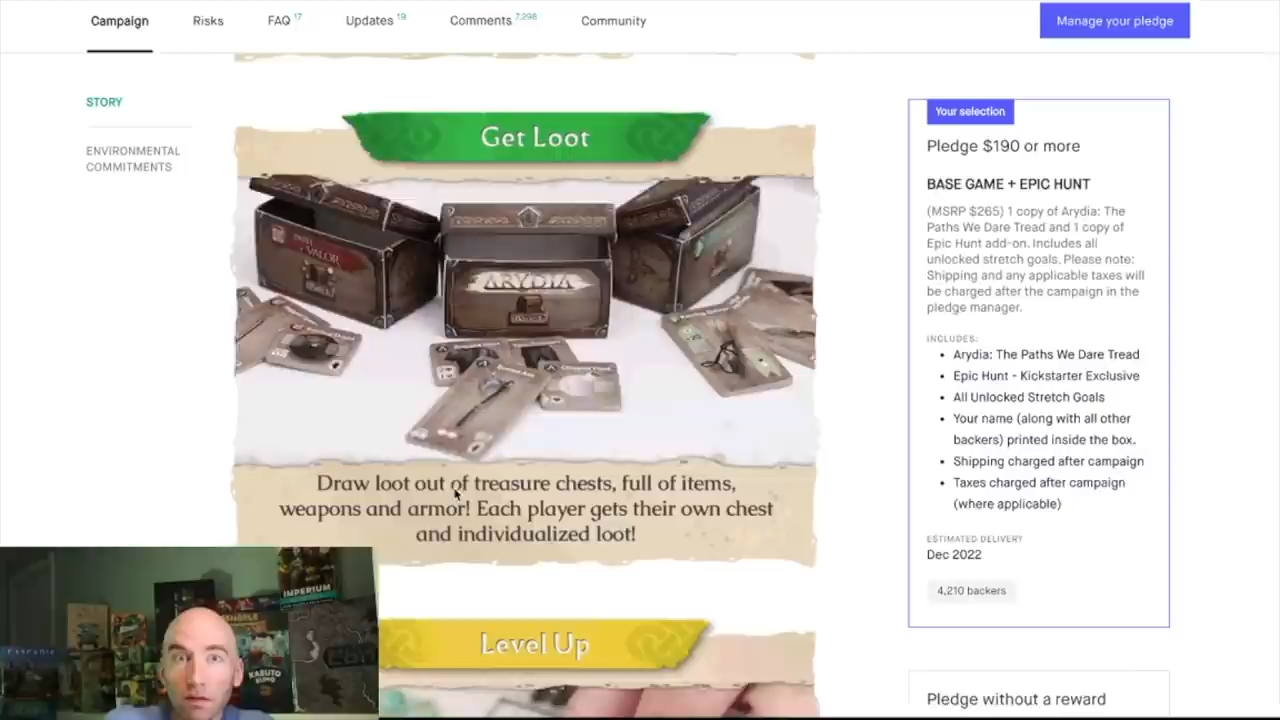 Campaign
Risks
FAQ 17
Updates 19
Comments 7,298
Community
Manage your pledge
STORY
ENVIRONMENTAL
COMMITMENTS
Get Loot
VALOR
ARYDIA
Draw loot out of treasure chests, full of items,
weapons and armor! Each player gets their own chest
and individualized loot!
Level Up
Your selection
Pledge $190 or more
BASE GAME + EPIC HUNT
(MSRP $265) 1 copy of Arydia: The
Paths We Dare Tread and 1 copy of
Epic Hunt add-on. Includes all
unlocked stretch goals. Please note:
Shipping and any applicable taxes will
be charged after the campaign in the
pledge manager.
INCLUDES:
Arydia: The Paths We Dare Tread
Epic Hunt - Kickstarter Exclusive
All Unlocked Stretch Goals
Your name (along with all other
backers) printed inside the box.
Shipping charged after campaign
Taxes charged after campaign
(where applicable)
ESTIMATED DELIVERY
Dec 2022
4,210 backers
Pledge without a reward
IMPERIUM
CASCADIA
KABUTO
SUMO